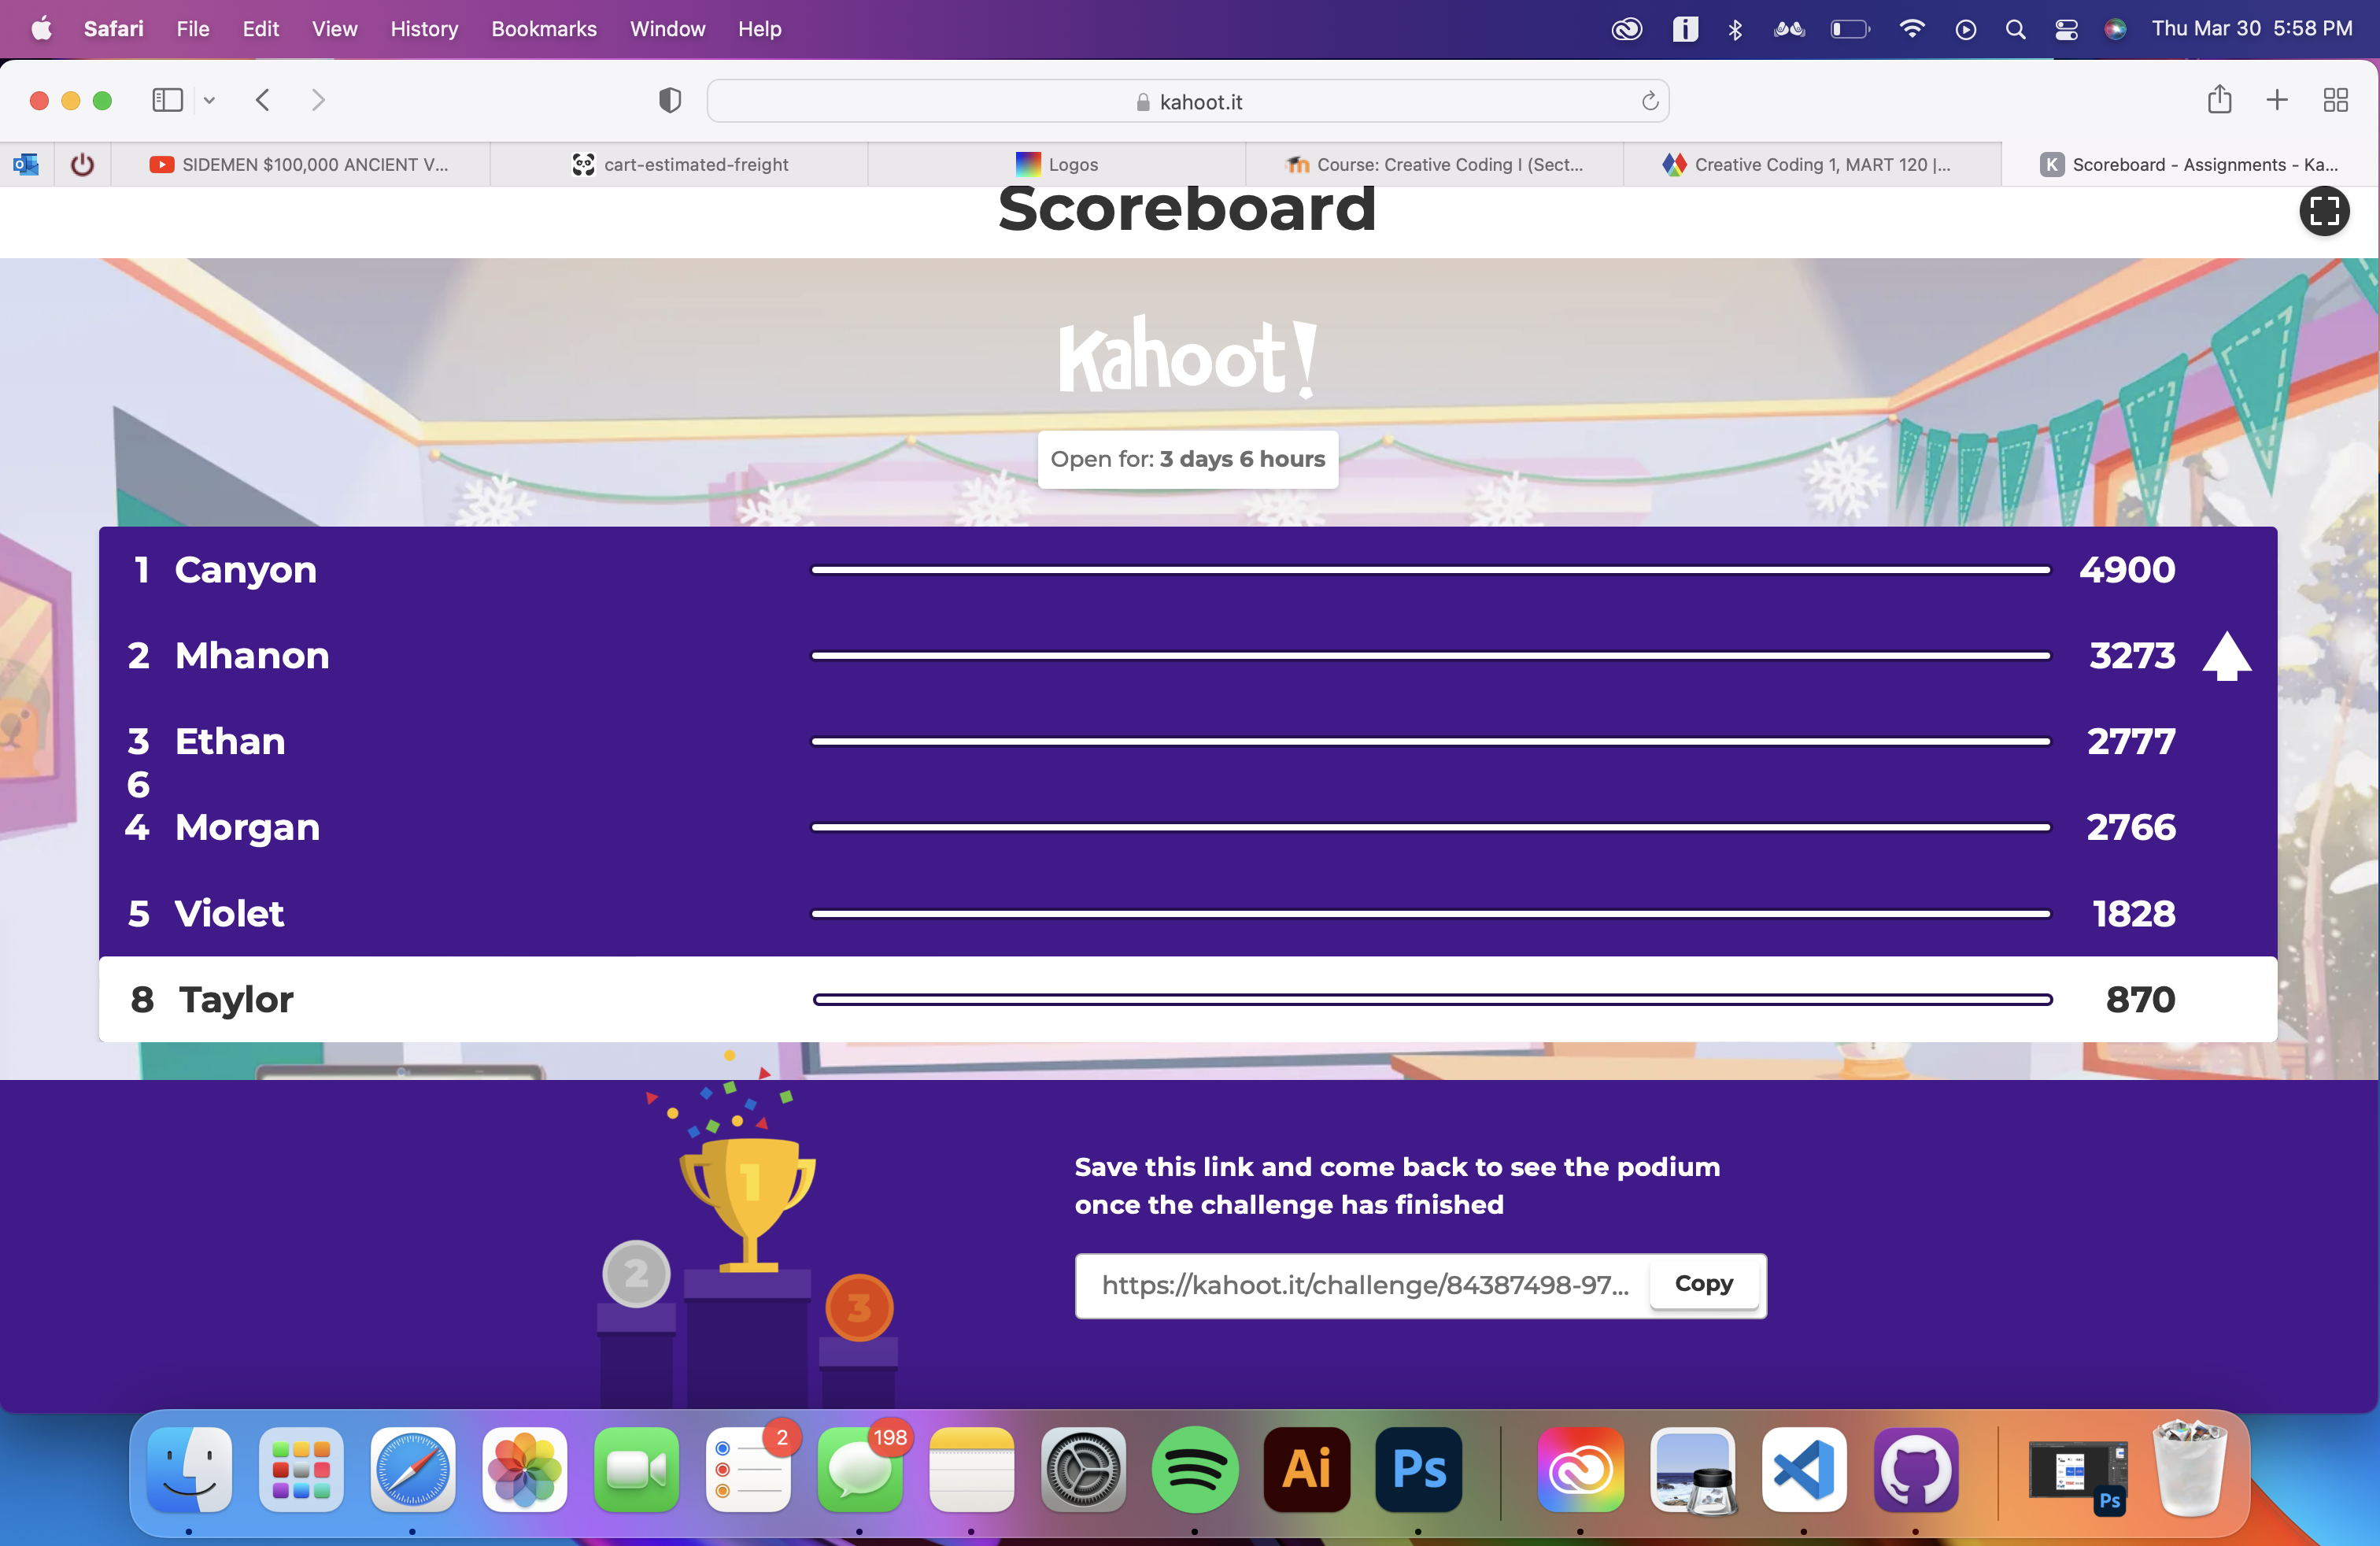 Safari File Edit View History Bookmarks Window Help Thu Mar 30 5:58 PM
kahoot.it
SIDEMEN $100,000 ANCIENT V... cart-estimated-freight Logos Course: Creative Coding I (Sect... Creative Coding 1, MART 120 |... K Scoreboard - Assignments - Ka...
Scoreboard
Kahoot!
Open for: 3 days 6 hours
1 Canyon 4900
2 Mhanon 3273
3 Ethan 2777
6
4 Morgan 2766
5 Violet 1828
8 Taylor 870
1
2
3
Save this link and come back to see the podium
once the challenge has finished
https://kahoot.it/challenge/84387498-97... Copy
2 198
Ai Ps
Ps